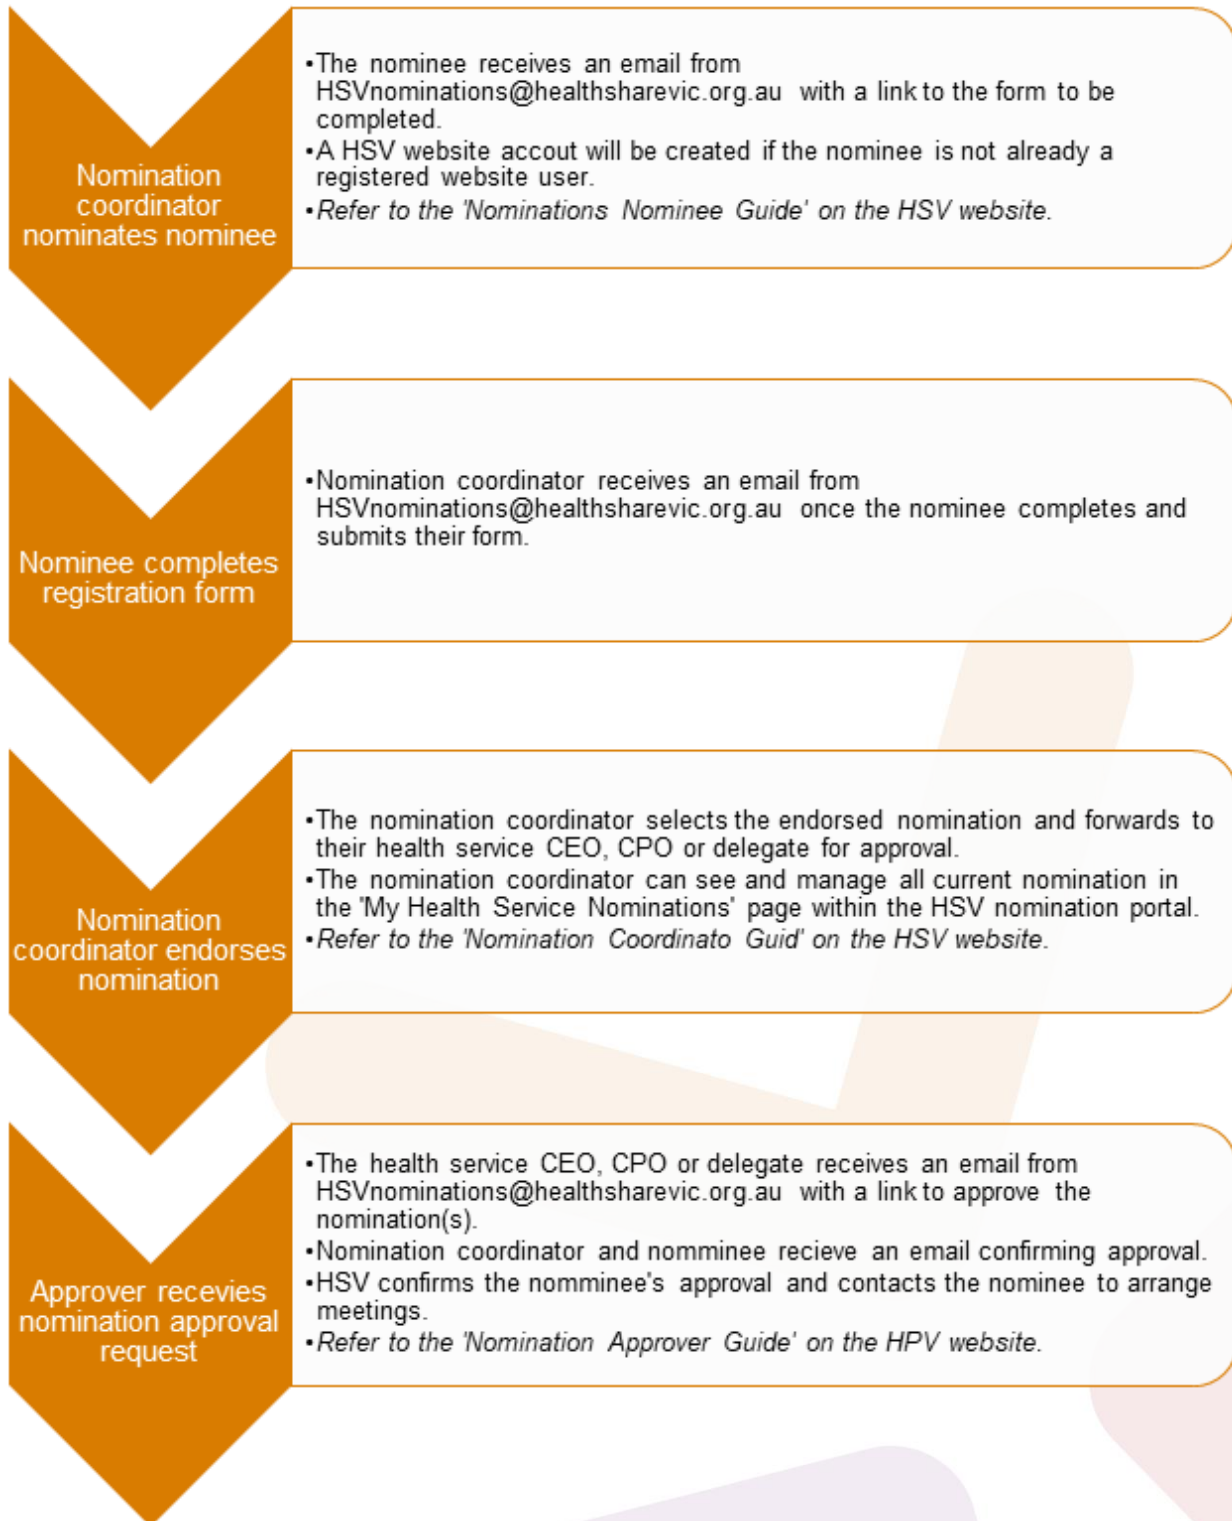 Nomination
coordinator
nominates nominee
•The nominee receives an email from
HSVnominations@healthsharevic.org.au with a link to the form to be
completed.
•A HSV website accout will be created if the nominee is not already a
registered website user.
•Refer to the 'Nominations Nominee Guide' on the HSV website.
Nominee completes
registration form
•Nomination coordinator receives an email from
HSVnominations@healthsharevic.org.au once the nominee completes and
submits their form.
Nomination
coordinator endorses
nomination
•The nomination coordinator selects the endorsed nomination and forwards to
their health service CEO, CPO or delegate for approval.
•The nomination coordinator can see and manage all current nomination in
the 'My Health Service Nominations' page within the HSV nomination portal.
•Refer to the 'Nomination Coordinato Guid' on the HSV website.
Approver recevies
nomination approval
request
•The health service CEO, CPO or delegate receives an email from
HSVnominations@healthsharevic.org.au with a link to approve the
nomination(s).
•Nomination coordinator and nomminee recieve an email confirming approval.
•HSV confirms the nomminee's approval and contacts the nominee to arrange
meetings.
•Refer to the 'Nomination Approver Guide' on the HPV website.